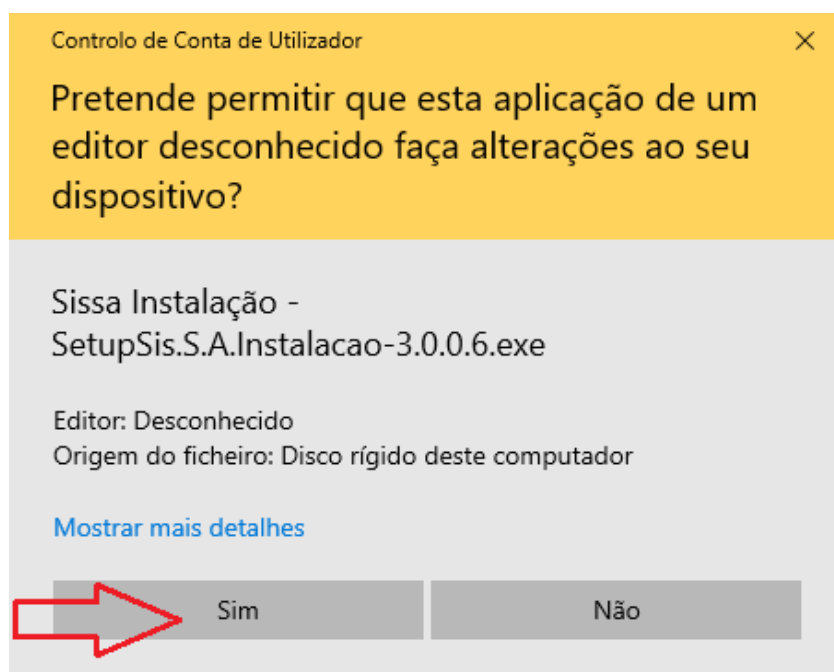 Controlo de Conta de Utilizador
Pretende permitir que esta aplicação de um
editor desconhecido faça alterações ao seu
dispositivo?
Sissa Instalação -
SetupSis.S.A.Instalacao-3.0.0.6.exe
Editor: Desconhecido
Origem do ficheiro: Disco rígido deste computador
Mostrar mais detalhes
Sim
Não